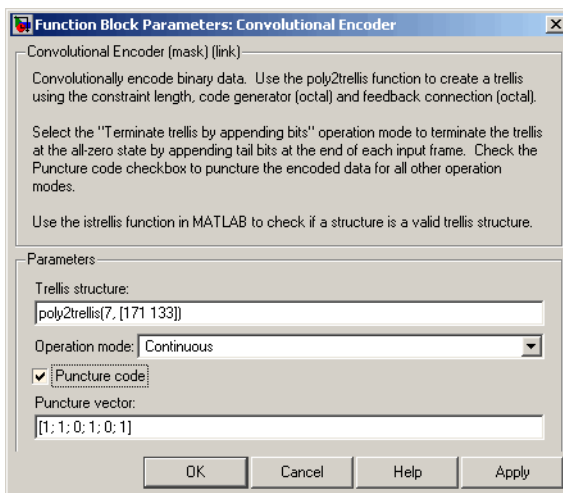 Function Block Parameters: Convolutional Encoder
Convolutional Encoder (mask) (link)
Convolutionally encode binary data.  Use the poly2trellis function to create a trellis
using the constraint length, code generator (octal) and feedback connection (octal).
Select the "Terminate trellis by appending bits" operation mode to terminate the trellis
at the all-zero state by appending tail bits at the end of each input frame.  Check the
Puncture code checkbox to puncture the encoded data for all other operation
modes.
Use the istrellis function in MATLAB to check if a structure is a valid trellis structure.
Parameters
Trellis structure:
poly2trellis(7, [171 133])
Operation mode: Continuous
Puncture code
Puncture vector:
[1; 1; 0; 1; 0; 1]
OK Cancel Help Apply